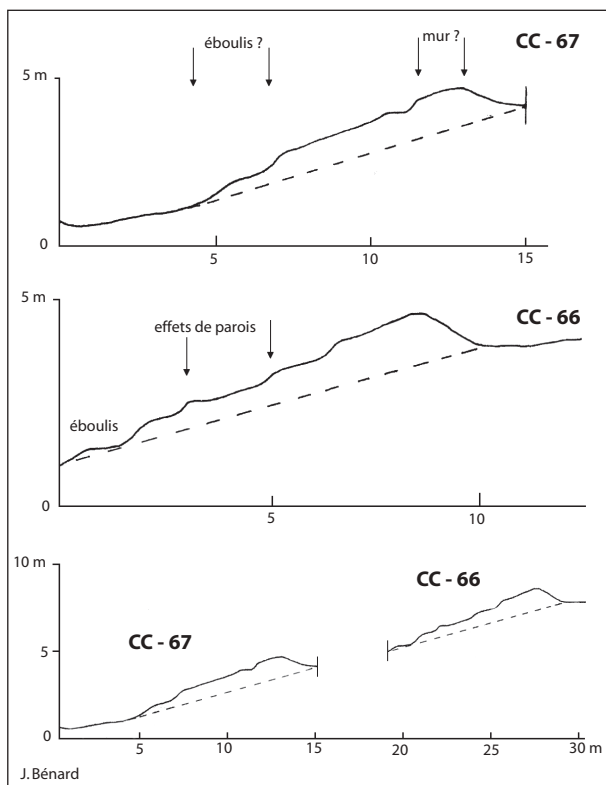 éboulis ? mur ? CC - 67
5 m
0
5 10 15
5 m
CC - 66
effets de parois
éboulis
0
5 10
10 m
CC - 66
CC - 67
5
0
5 10 15 20 25 30 m
J. Bénard